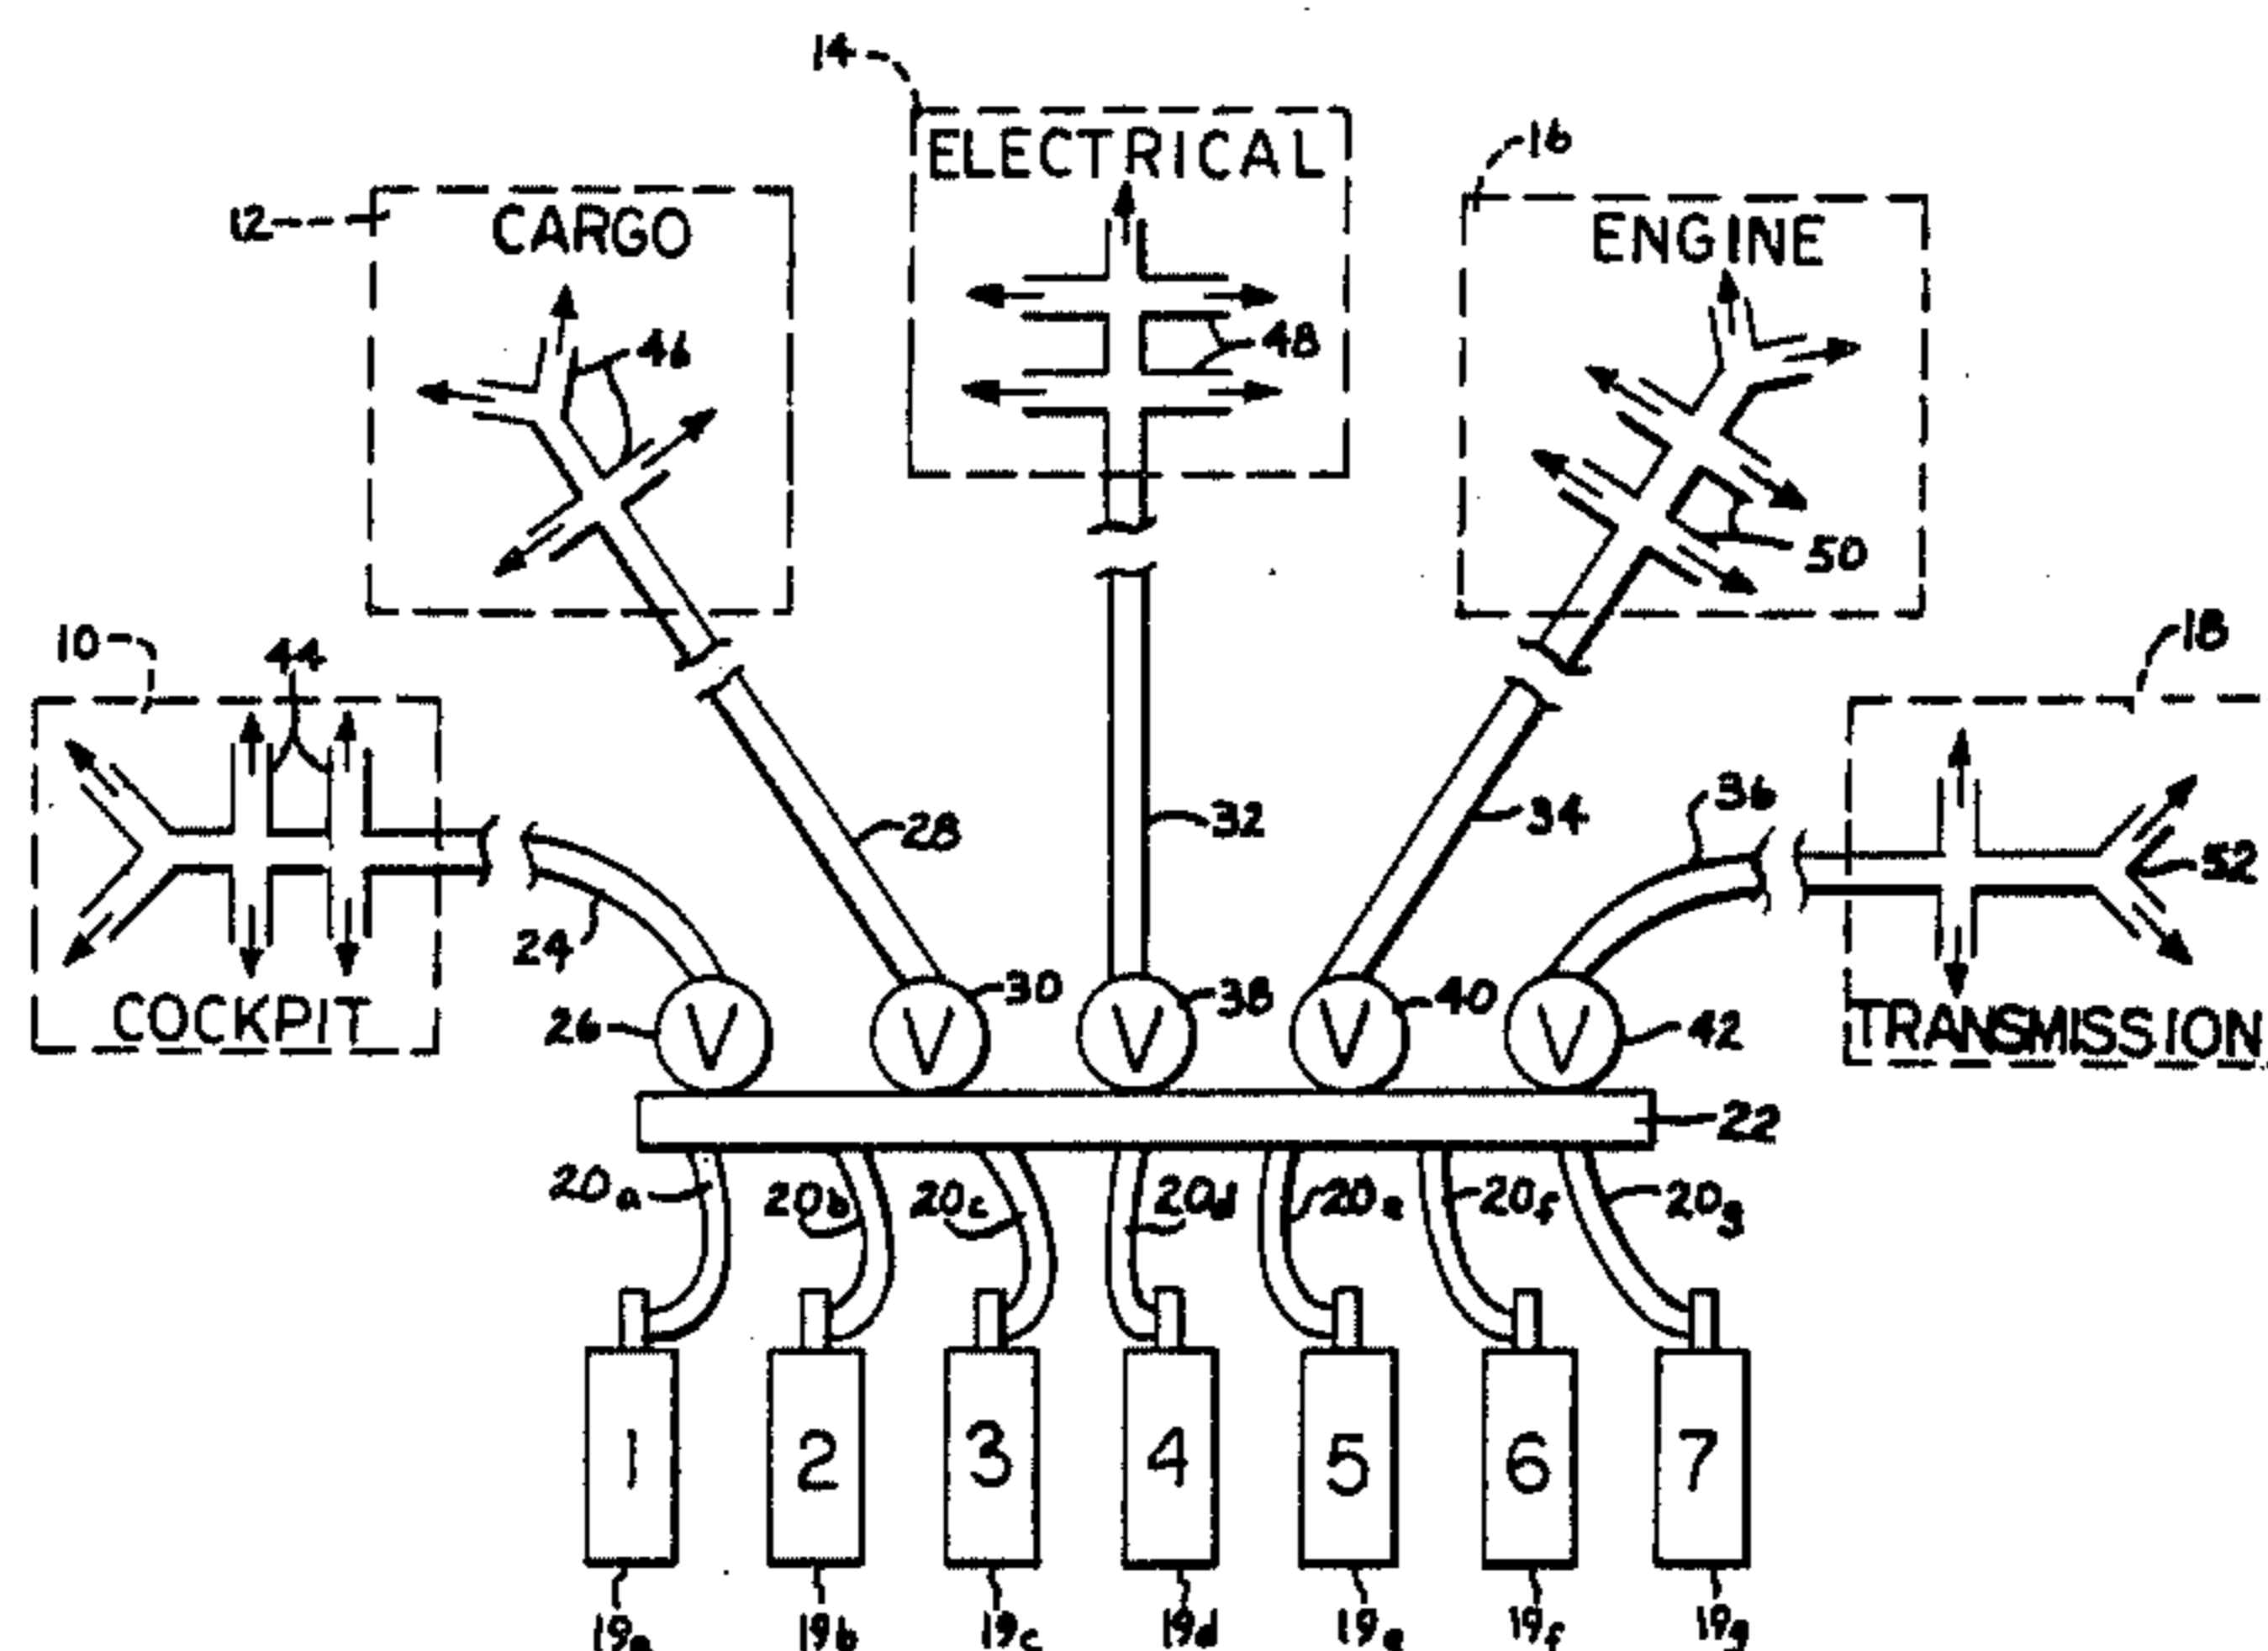 14
ELECTRICAL
16
12
CARGO
ENGINE
46
48
50
10
44
18
28
32
34
36
52
24
COCKPIT
26
V
30
V
38
V
40
V
42
V
TRANSMISSION
22
20a
20b
20c
20d
20e
20f
20g
1
2
3
4
5
6
7
19a
19b
19c
19d
19e
19f
19g